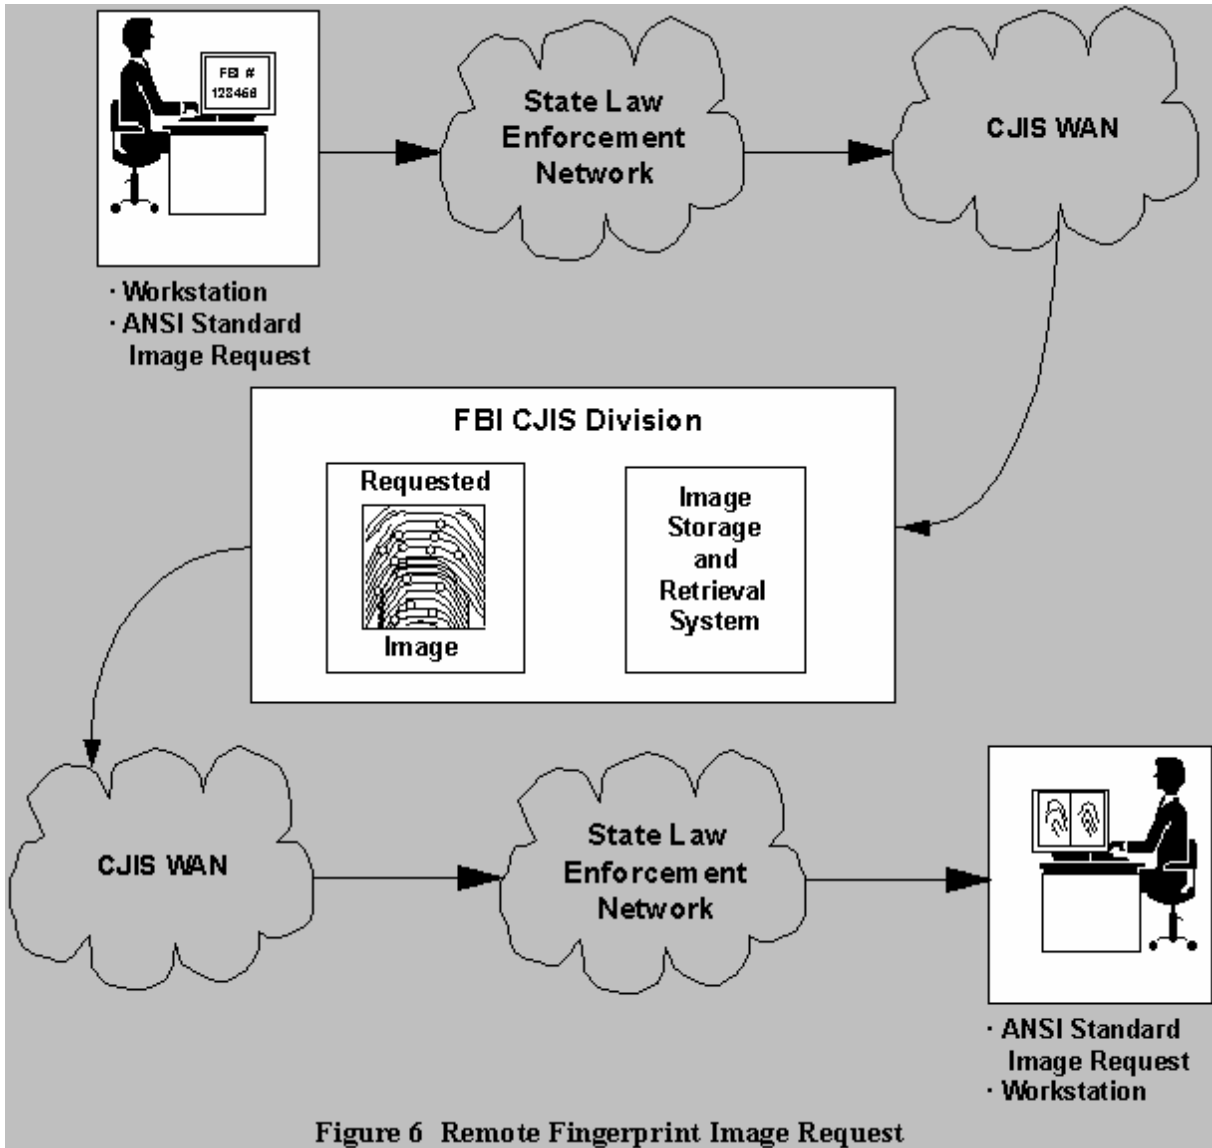 FBI #
123456
State Law
Enforcement
Network
CJIS WAN
· Workstation
· ANSI Standard
Image Request
FBI CJIS Division
Requested
Image
Image
Storage
and
Retrieval
System
CJIS WAN
State Law
Enforcement
Network
· ANSI Standard
Image Request
· Workstation
Figure 6 Remote Fingerprint Image Request